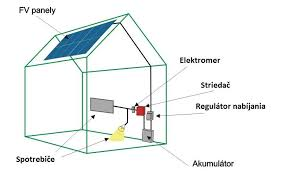 FV panely
Elektromer
Striedač
Regulátor nabíjania
Spotrebiče
Akumulátor